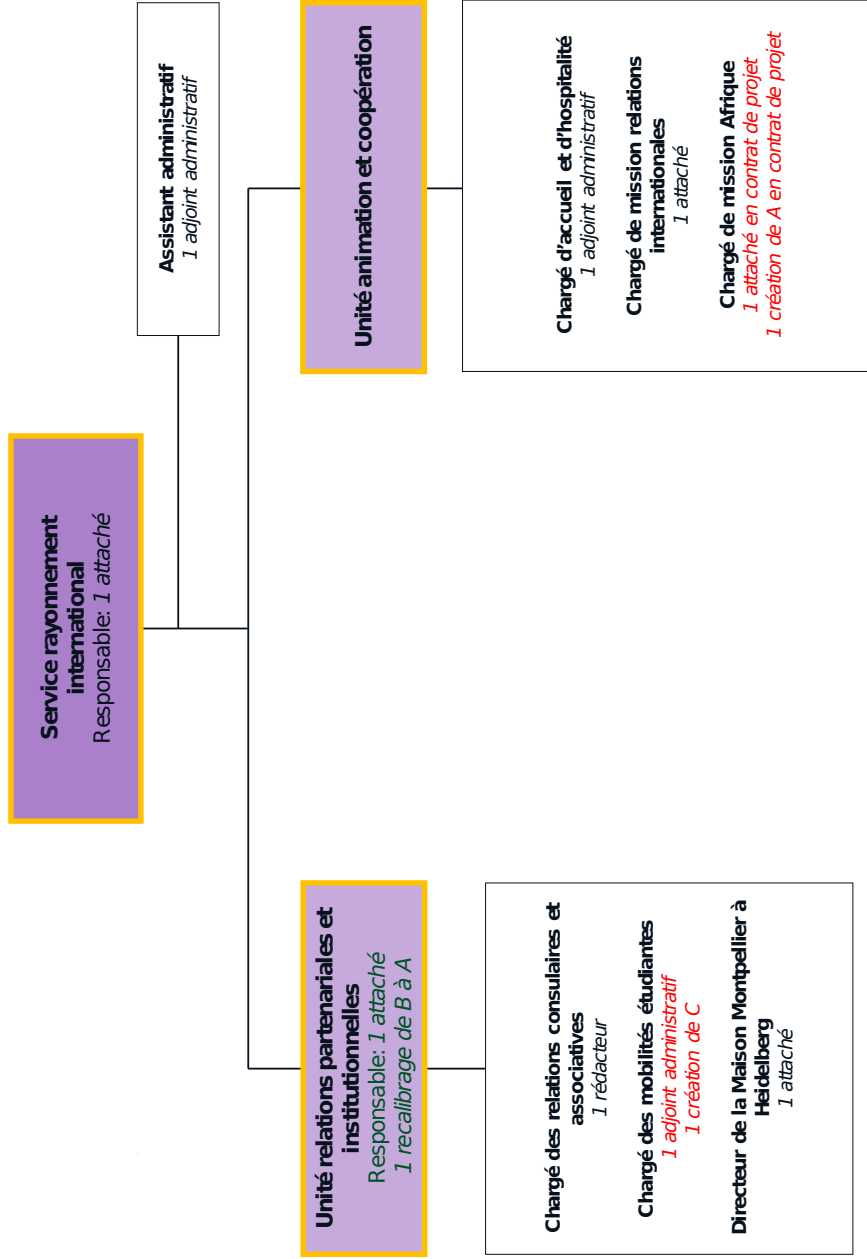 Service rayonnement
international
Responsable: 1 attaché
Assistant administratif
1 adjoint administratif
Unité relations partenariales et
institutionnelles
Responsable: 1 attaché
1 recalibrage de B à A
Chargé des relations consulaires et
associatives
1 rédacteur
Chargé des mobilités étudiantes
1 adjoint administratif
1 création de C
Directeur de la Maison Montpellier à
Heidelberg
1 attaché
Unité animation et coopération
Chargé d'accueil et d'hospitalité
1 adjoint administratif
Chargé de mission relations
internationales
1 attaché
Chargé de mission Afrique
1 attaché en contrat de projet
1 création de A en contrat de projet